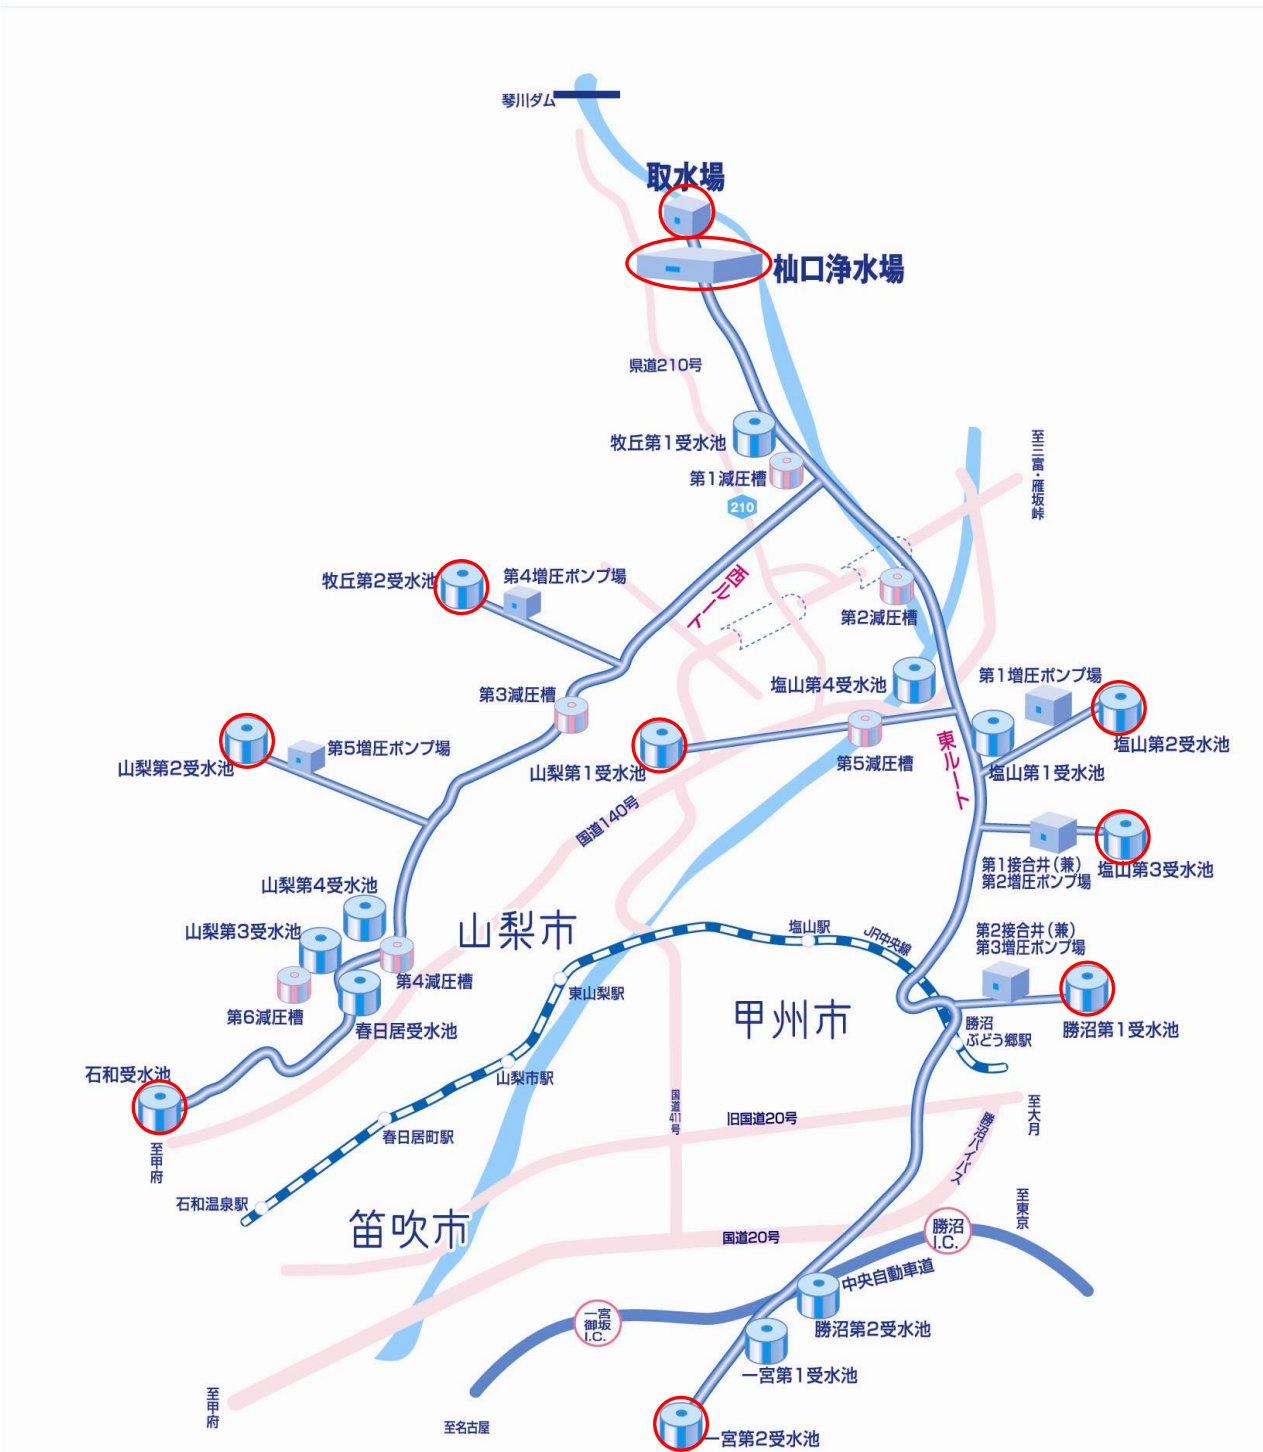 琴川ダム
取水場
杣口浄水場
県道210号
牧丘第1受水池
第1減圧槽
210
至三富・雁坂峠
牧丘第2受水池
第4増圧ポンプ場
西ルート
第2減圧槽
塩山第4受水池
第1増圧ポンプ場
第3減圧槽
塩山第2受水池
山梨第2受水池
第5増圧ポンプ場
山梨第1受水池
第5減圧槽
東ルート
塩山第1受水池
国道140号
第1接合井(兼)
第2増圧ポンプ場
塩山第3受水池
山梨第4受水池
山梨第3受水池
山梨市
塩山駅
JR中央線
第2接合井(兼)
第3増圧ポンプ場
第4減圧槽
第6減圧槽
春日居受水池
東山梨駅
甲州市
勝沼
ぶどう郷駅
勝沼第1受水池
石和受水池
山梨市駅
国道411号
旧国道20号
至大月
勝沼バイパス
春日居町駅
至甲府
石和温泉駅
笛吹市
至東京
国道20号
勝沼
I.C.
中央自動車道
一宮
御坂
I.C.
勝沼第2受水池
一宮第1受水池
至甲府
至名古屋
一宮第2受水池